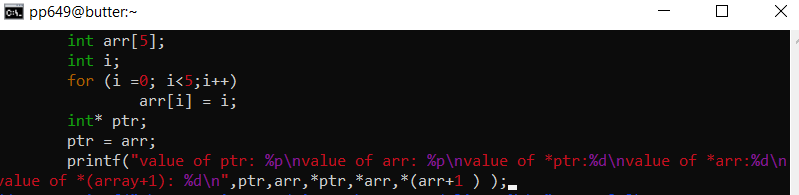 pp649@butter:~
int arr[5];
int i;
for (i =0; i<5;i++)
arr[i] = i;
int* ptr;
ptr = arr;
printf("value of ptr: %p\nvalue of arr: %p\nvalue of *ptr:%d\nvalue of *arr:%d\n
value of *(array+1): %d\n",ptr,arr,*ptr,*arr,*(arr+1 ) );